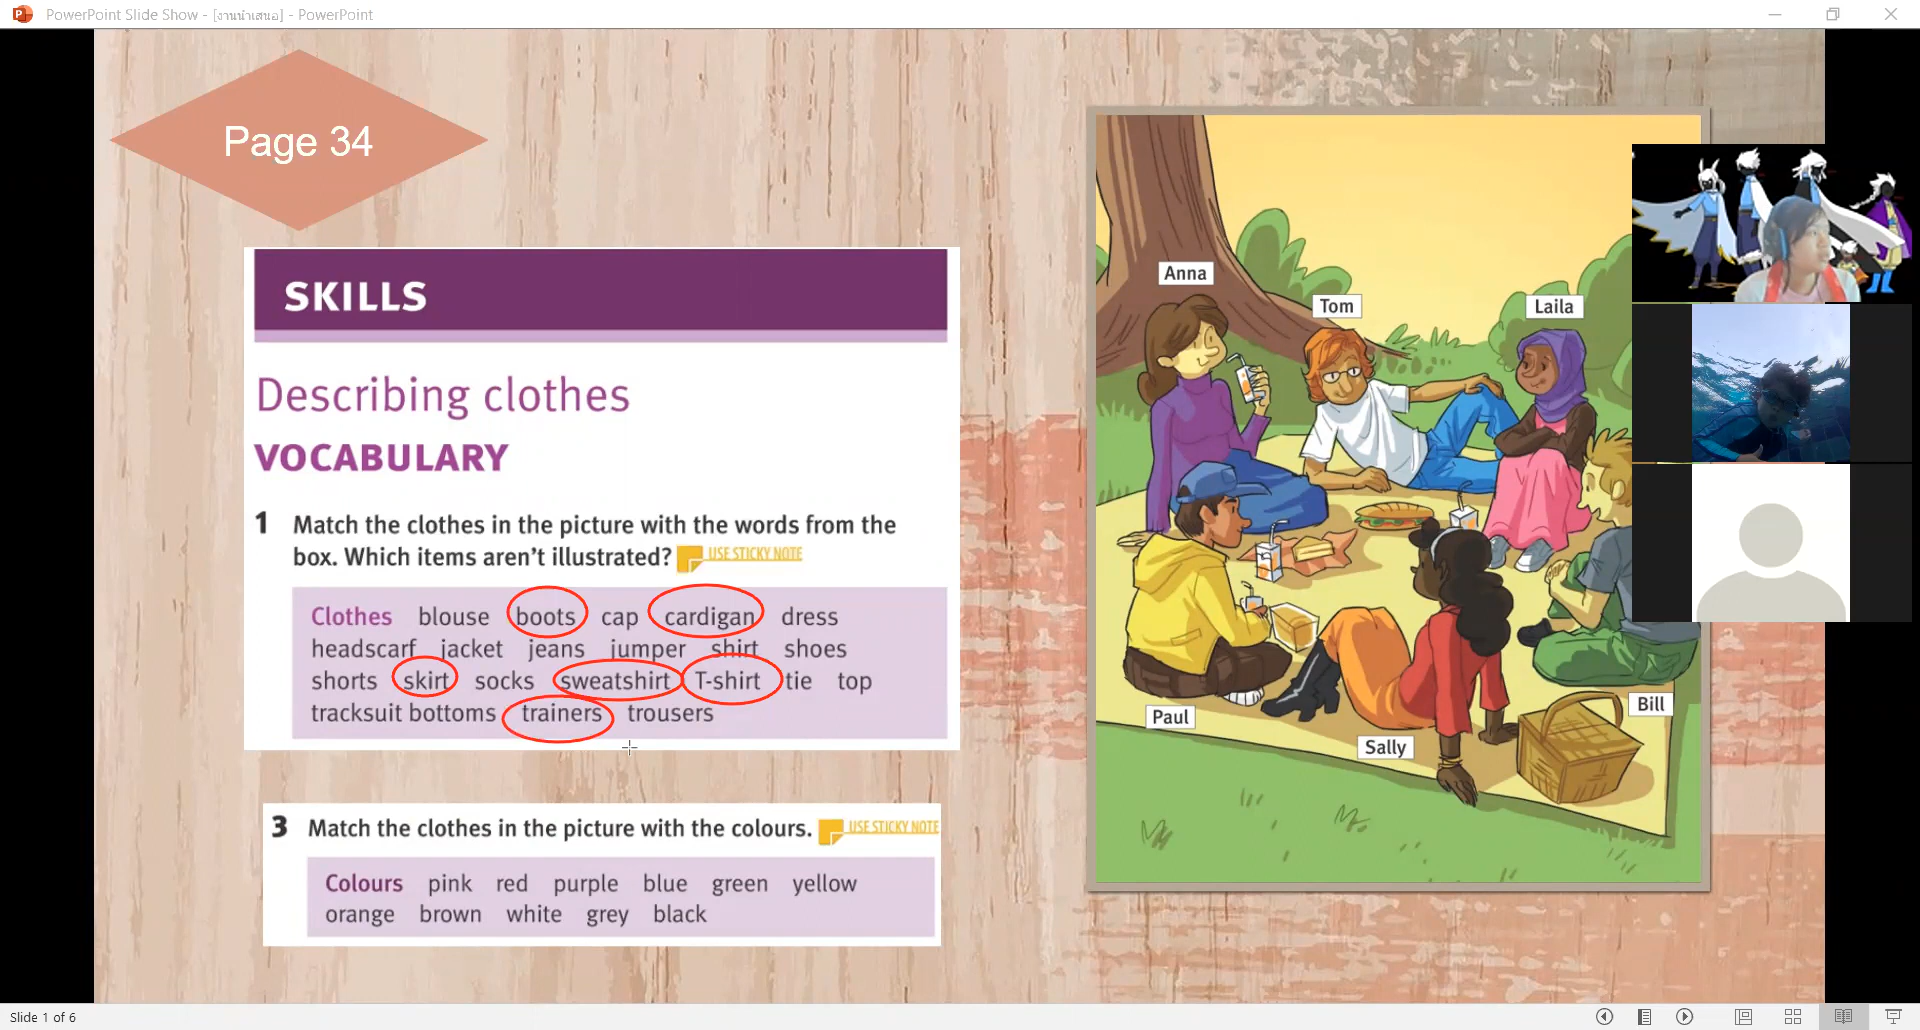 PowerPoint Slide Show - [งานนำเสนอ] - PowerPoint
Page 34
SKILLS
Describing clothes
VOCABULARY
1 Match the clothes in the picture with the words from the
box. Which items aren't illustrated? USE STICKY NOTE
Clothes blouse boots cap cardigan dress
headscarf jacket jeans jumper shirt shoes
shorts skirt socks sweatshirt T-shirt tie top
tracksuit bottoms trainers trousers
3 Match the clothes in the picture with the colours. USE STICKY NOTE
Colours pink red purple blue green yellow
orange brown white grey black
Anna
Tom
Laila
Paul
Sally
Bill
Slide 1 of 6